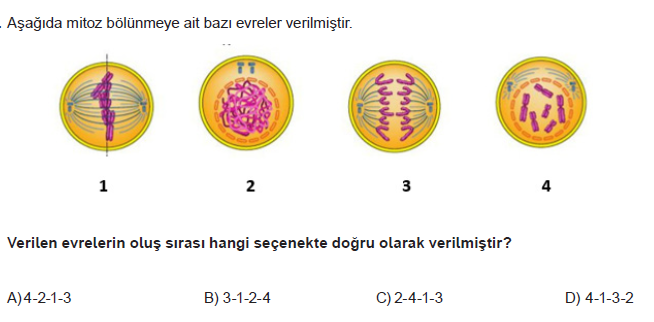 . Aşağıda mitoz bölünmeye ait bazı evreler verilmiştir.
1 2 3 4
Verilen evrelerin oluş sırası hangi seçenekte doğru olarak verilmiştir?
A)4-2-1-3 B) 3-1-2-4 C) 2-4-1-3 D) 4-1-3-2